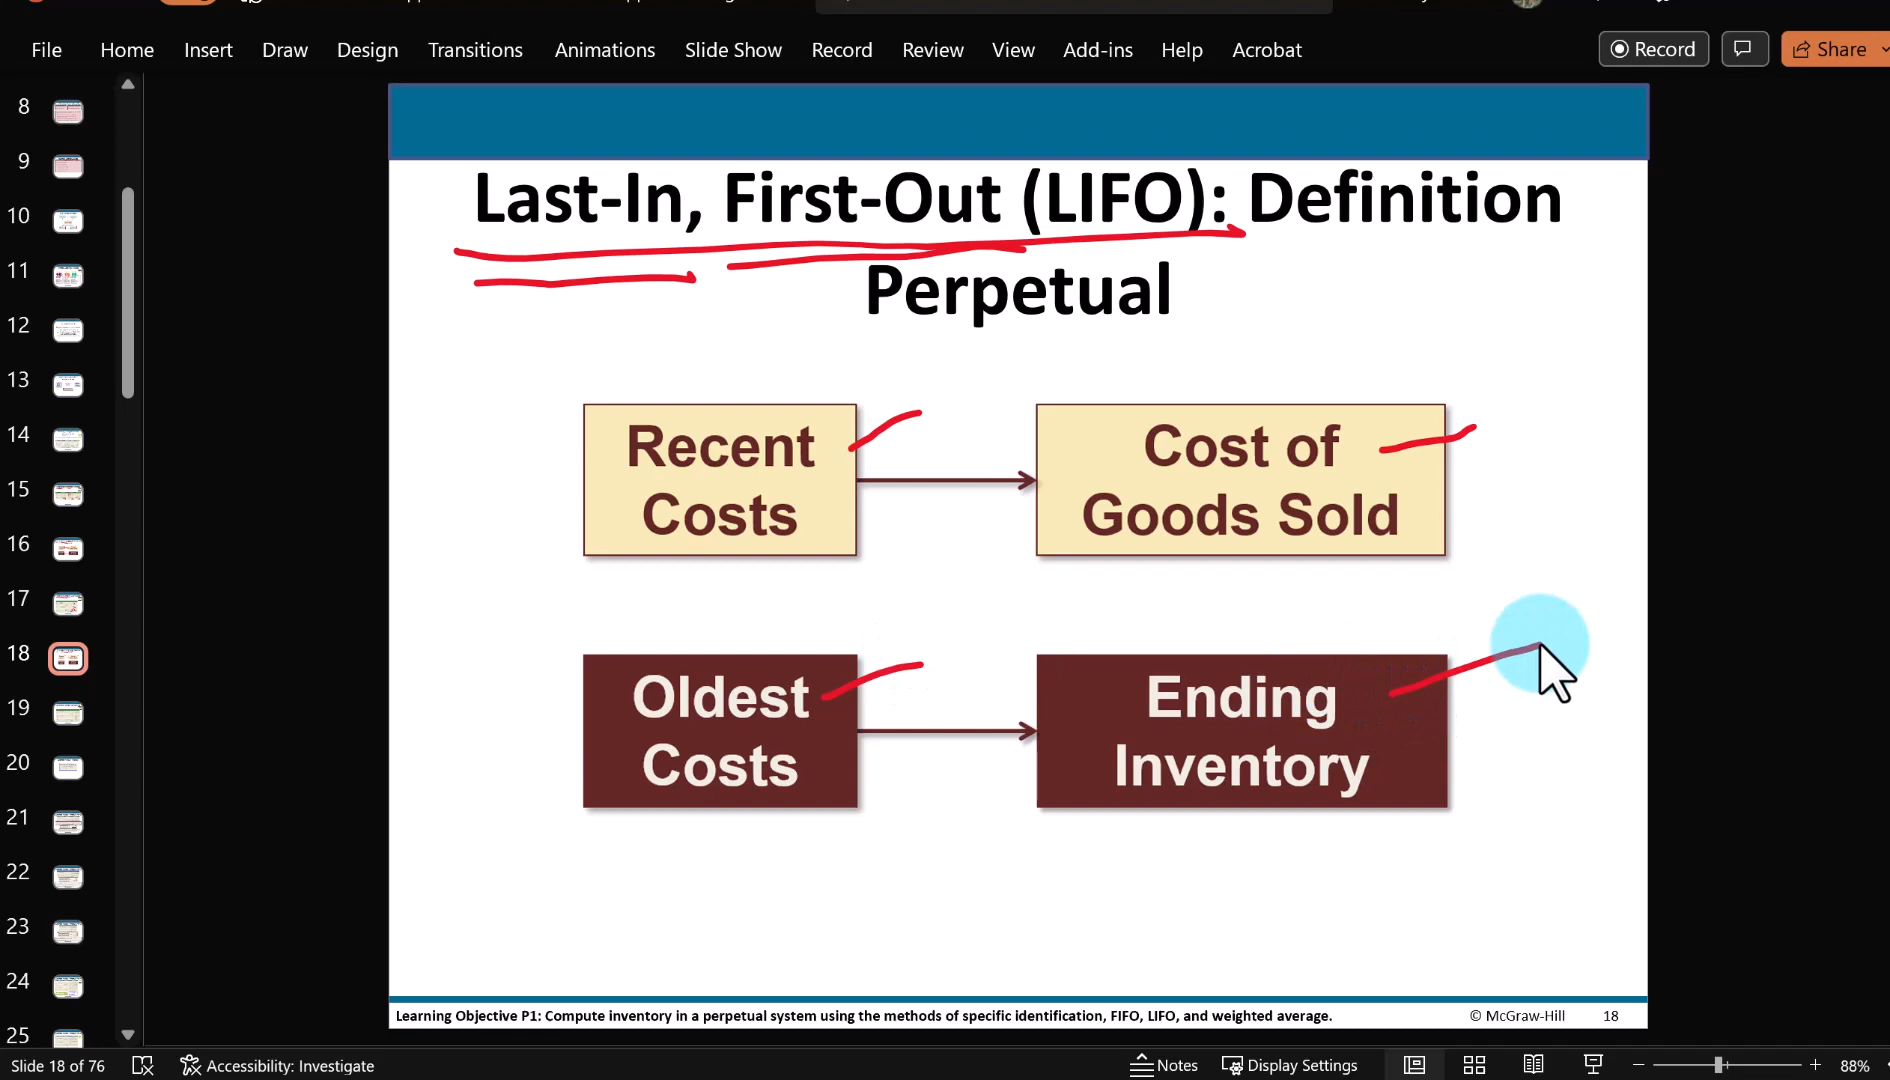 File Home Insert Draw Design Transitions Animations Slide Show Record Review View Add-ins Help Acrobat Record Share
8
9
10
11
12
13
14
15
16
17
18
19
20
21
22
23
24
25
Last-In, First-Out (LIFO): Definition
Perpetual
Recent
Costs
Cost of
Goods Sold
Oldest
Costs
Ending
Inventory
Learning Objective P1: Compute inventory in a perpetual system using the methods of specific identification, FIFO, LIFO, and weighted average.
© McGraw-Hill 18
Slide 18 of 76 Accessibility: Investigate Notes Display Settings 88%